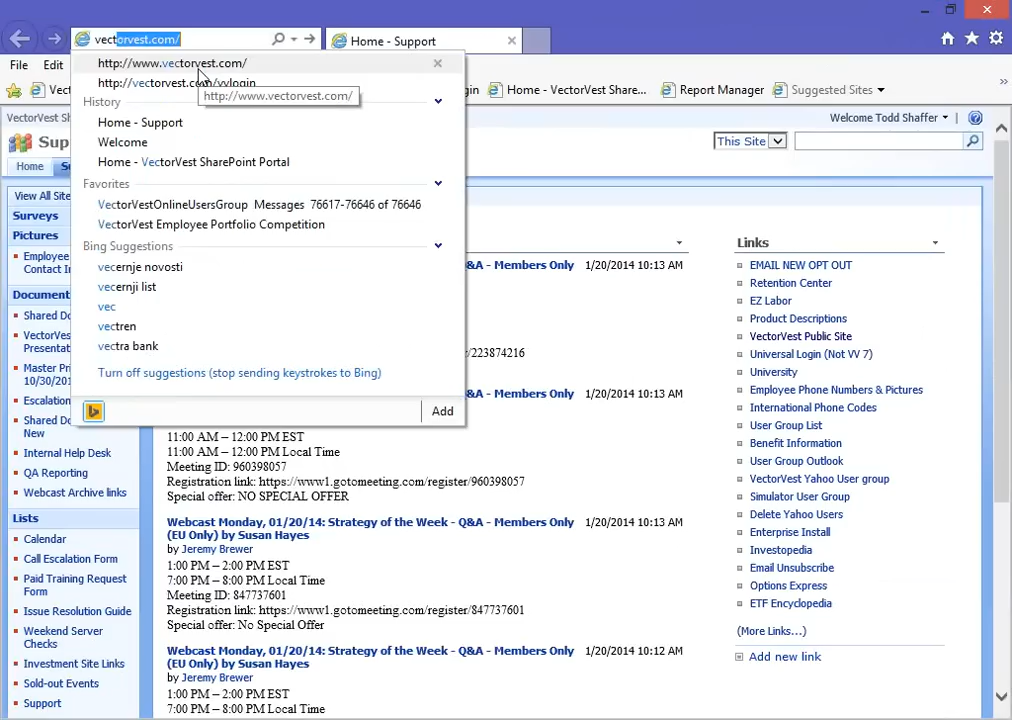 vectorvest.com/
Home - Support
File Edit
http://www.vectorvest.com/
http://vectorvest.com/vvlogin
http://www.vectorvest.com/
History
Home - Support
Welcome
Home - VectorVest SharePoint Portal
Favorites
VectorVestOnlineUsersGroup Messages 76617-76646 of 76646
VectorVest Employee Portfolio Competition
Bing Suggestions
vecernje novosti
vecernji list
vec
vectren
vectra bank
Turn off suggestions (stop sending keystrokes to Bing)
Add
Home - VectorVest Share...
Report Manager
Suggested Sites
VectorVest Sh
Welcome Todd Shaffer
Sup
This Site
Home
View All Site
Surveys
Pictures
Employee
Contact In
Document
Shared Do
VectorVes
Presentat
Master Pri
10/30/201
Escalation
Shared Do
New
Internal Help Desk
QA Reporting
Webcast Archive links
Lists
Calendar
Call Escalation Form
Paid Training Request
Form
Issue Resolution Guide
Weekend Server
Checks
Investment Site Links
Sold-out Events
Support
Q&A - Members Only 1/20/2014 10:13 AM
/223874216
&A - Members Only 1/20/2014 10:13 AM
11:00 AM – 12:00 PM EST
11:00 AM – 12:00 PM Local Time
Meeting ID: 960398057
Registration link: https://www1.gotomeeting.com/register/960398057
Special offer: NO SPECIAL OFFER
Webcast Monday, 01/20/14: Strategy of the Week - Q&A - Members Only 1/20/2014 10:13 AM
(EU Only) by Susan Hayes
by Jeremy Brewer
1:00 PM – 2:00 PM EST
7:00 PM – 8:00 PM Local Time
Meeting ID: 847737601
Registration link: https://www1.gotomeeting.com/register/847737601
Special offer: No Special Offer
Webcast Monday, 01/20/14: Strategy of the Week - Q&A - Members Only 1/20/2014 10:12 AM
(EU Only) by Susan Hayes
by Jeremy Brewer
1:00 PM – 2:00 PM EST
7:00 PM – 8:00 PM Local Time
Links
EMAIL NEW OPT OUT
Retention Center
EZ Labor
Product Descriptions
VectorVest Public Site
Universal Login (Not VV 7)
University
Employee Phone Numbers & Pictures
International Phone Codes
User Group List
Benefit Information
User Group Outlook
VectorVest Yahoo User group
Simulator User Group
Delete Yahoo Users
Enterprise Install
Investopedia
Email Unsubscribe
Options Express
ETF Encyclopedia
(More Links...)
Add new link